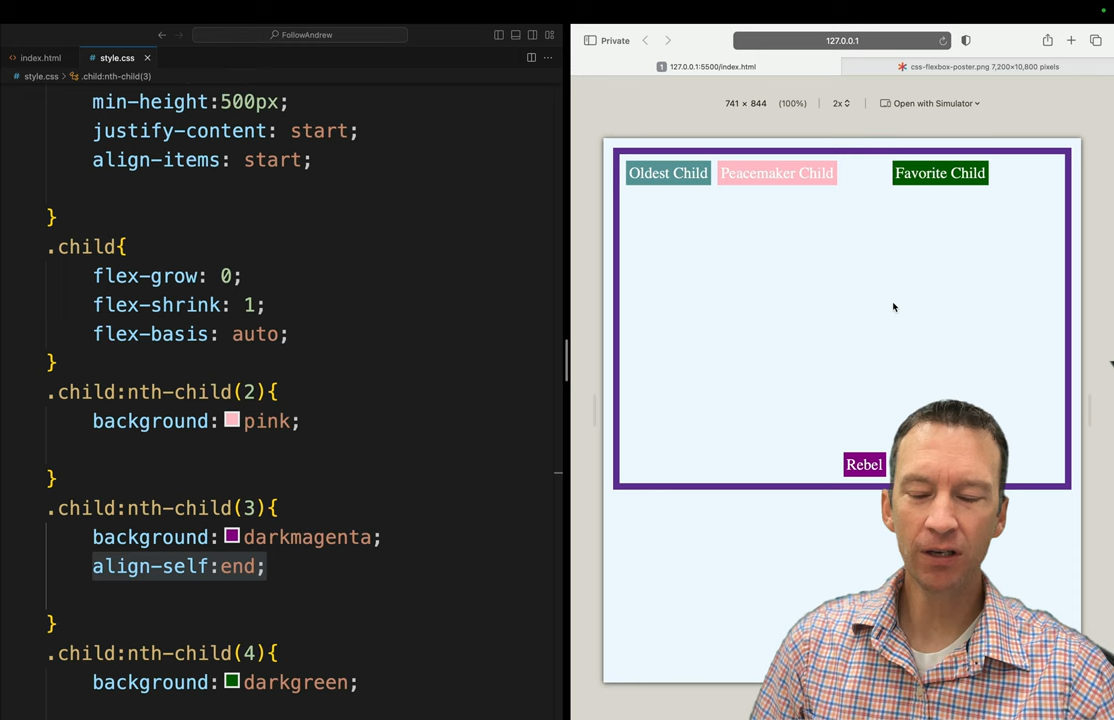 FollowAndrew
index.html
style.css
style.css > .child:nth-child(3)
min-height:500px;
justify-content: start;
align-items: start;
}
.child{
flex-grow: 0;
flex-shrink: 1;
flex-basis: auto;
}
.child:nth-child(2){
background: pink;
}
.child:nth-child(3){
background: darkmagenta;
align-self:end;
}
.child:nth-child(4){
background: darkgreen;
Private
127.0.0.1
1 127.0.0.1:5500/index.html
css-flexbox-poster.png 7,200×10,800 pixels
741 × 844 (100%) 2x Open with Simulator
Oldest Child Peacemaker Child Favorite Child
Rebel